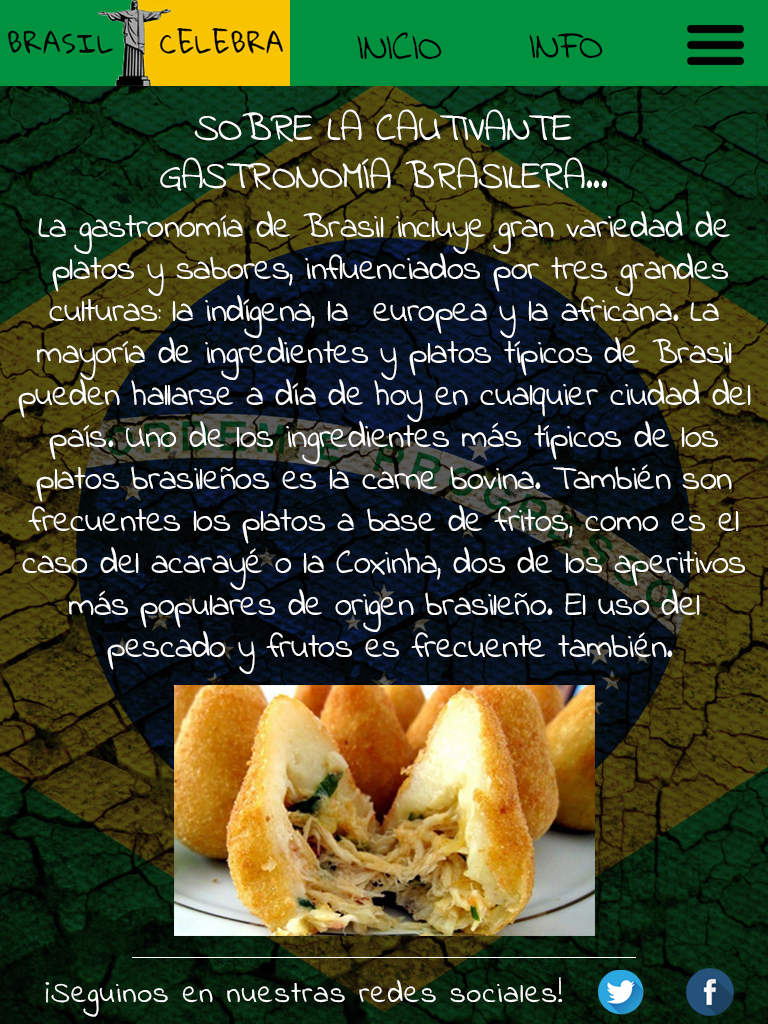 BRASIL CELEBRA INICIO INFO
SOBRE LA CAUTIVANTE
GASTRONOMÍA BRASILERA...
La gastronomía de Brasil incluye gran variedad de
platos y sabores, influenciados por tres grandes
culturas: la indígena, la europea y la africana. La
mayoría de ingredientes y platos típicos de Brasil
pueden hallarse a día de hoy en cualquier ciudad del
país. Uno de los ingredientes más típicos de los
platos brasileños es la carne bovina. También son
frecuentes los platos a base de fritos, como es el
caso del acarayé o la Coxinha, dos de los aperitivos
más populares de origen brasileño. El uso del
pescado y frutos es frecuente también.
ORDEM E PROGRESSO
¡Seguinos en nuestras redes sociales!